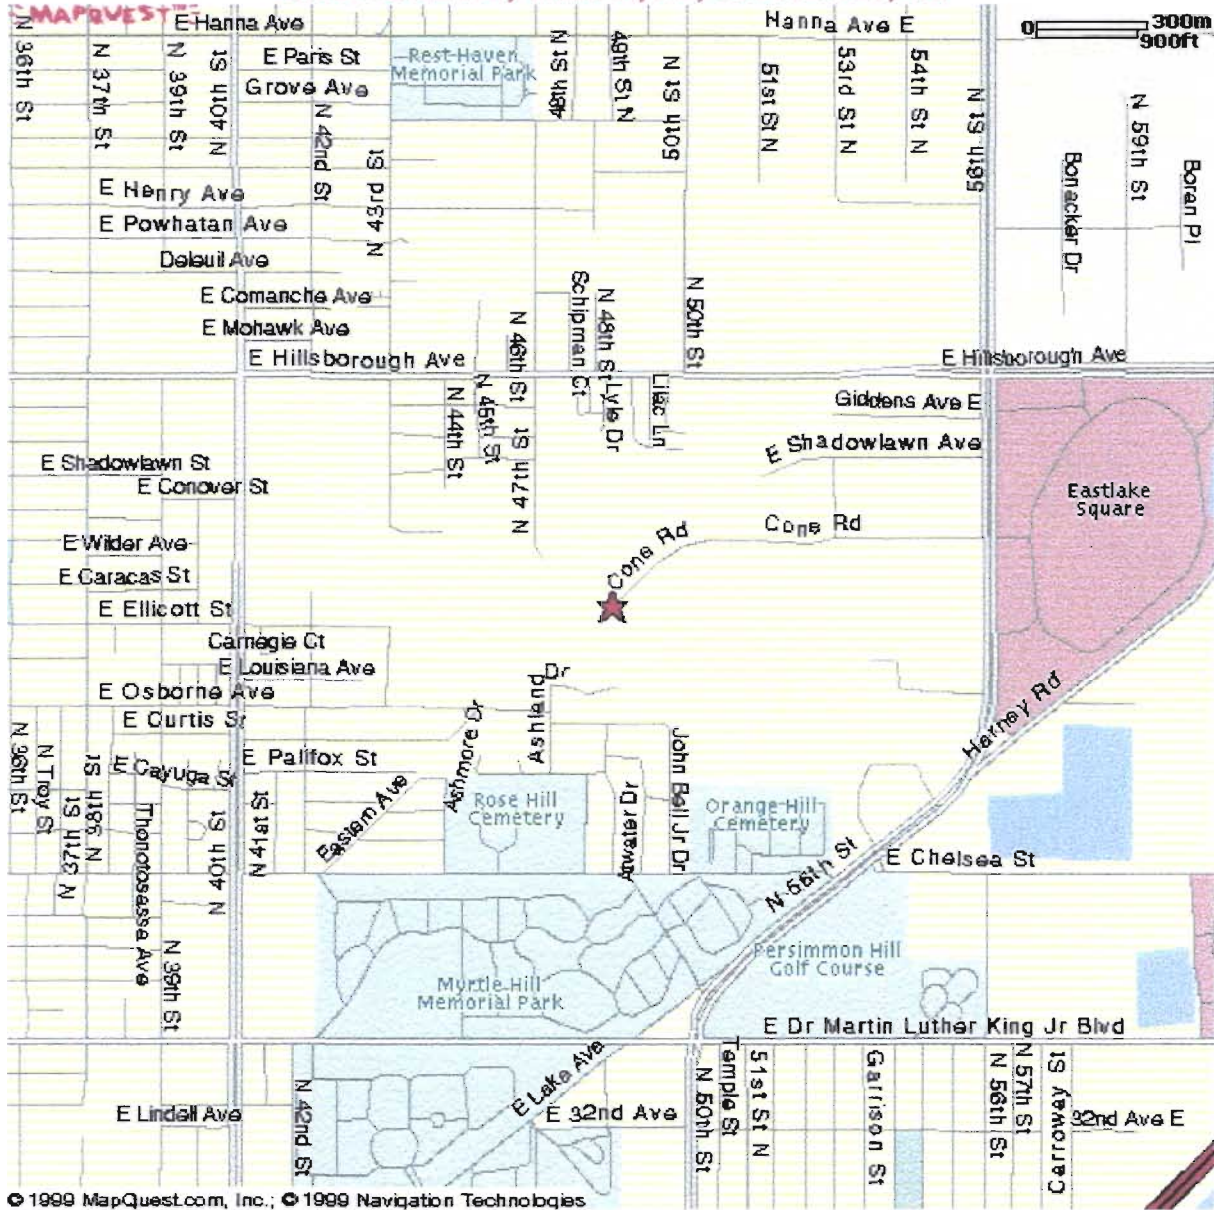 MAPQUEST
E Hanna Ave
Hanna Ave E
0 300m
900ft
N 36th St
N 37th St
N 39th St
N 40th St
E Paris St
Grove Ave
N 42nd St
N 43rd St
Rest-Haven
Memorial Park
49th St N
N 50th St
51st St N
53rd St N
54th St N
N 56th St
N 59th St
Bonacker Dr
Boran Pl
E Henry Ave
E Powhatan Ave
Deleuil Ave
E Comanche Ave
E Mohawk Ave
E Hillsborough Ave
N 46th St
Schipman Ct
N 48th St
N 50th St
E Hillsborough Ave
N 44th St
N 45th St
N 47th St
Lyle Dr
Lilac Ln
Giddens Ave E
E Shadowlawn Ave
E Shadowlawn St
E Conover St
Eastlake
Square
E Wilder Ave
Cone Rd
Cone Rd
E Caracas St
E Ellicott St
Carnegie Ct
E Louisiana Ave
E Osborne Ave
E Curtis St
Ashland Dr
Ashmore Dr
Harney Rd
N 36th St
N Troy St
N 37th St
N 38th St
E Cayuga St
E Palifox St
Thonotosassa Ave
N 39th St
N 40th St
N 41st St
Pastern Ave
Rose Hill
Cemetery
Atwater Dr
John Bell Jr Dr
Orange Hill
Cemetery
N 56th St
E Chelsea St
Myrtle Hill
Memorial Park
Persimmon Hill
Golf Course
E Dr Martin Luther King Jr Blvd
E Lindell Ave
N 42nd St
E Lake Ave
E 32nd Ave
N 50th St
Temple St
51st St N
Garrison St
N 56th St
N 57th St
Carroway St
32nd Ave E
© 1999 MapQuest.com, Inc.; © 1999 Navigation Technologies